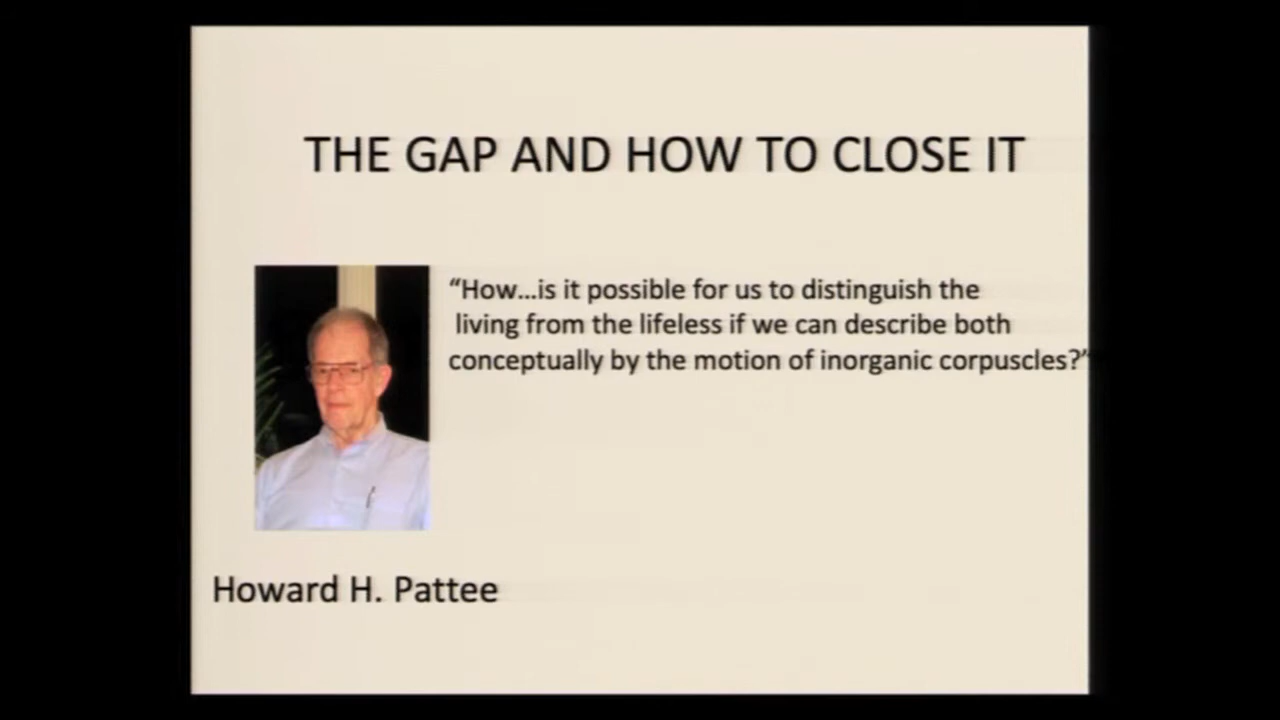 THE GAP AND HOW TO CLOSE IT
“How...is it possible for us to distinguish the
living from the lifeless if we can describe both
conceptually by the motion of inorganic corpuscles?”
Howard H. Pattee